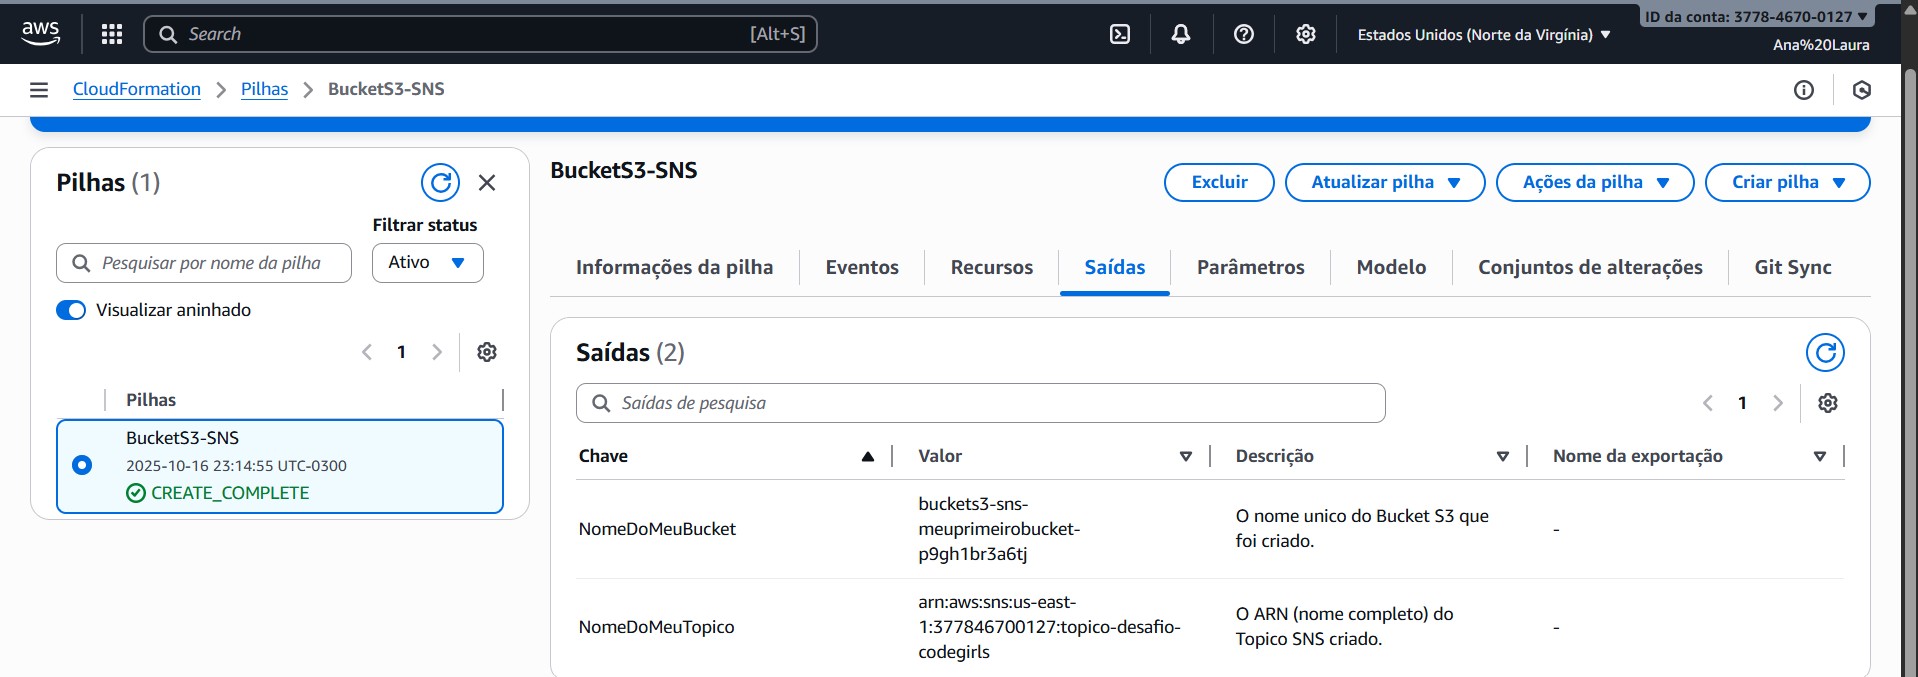 aws
Search
[Alt+S]
Estados Unidos (Norte da Virgínia)
ID da conta: 3778-4670-0127
Ana%20Laura
CloudFormation
Pilhas
BucketS3-SNS
Pilhas (1)
Filtrar status
Pesquisar por nome da pilha
Ativo
Visualizar aninhado
1
Pilhas
BucketS3-SNS
2025-10-16 23:14:55 UTC-0300
CREATE_COMPLETE
BucketS3-SNS
Excluir
Atualizar pilha
Ações da pilha
Criar pilha
Informações da pilha
Eventos
Recursos
Saídas
Parâmetros
Modelo
Conjuntos de alterações
Git Sync
Saídas (2)
Saídas de pesquisa
1
Chave
Valor
Descrição
Nome da exportação
NomeDoMeuBucket
buckets3-sns-
meuprimeirobucket-
p9gh1br3a6tj
O nome unico do Bucket S3 que
foi criado.
-
NomeDoMeuTopico
arn:aws:sns:us-east-
1:377846700127:topico-desafio-
codegirls
O ARN (nome completo) do
Topico SNS criado.
-